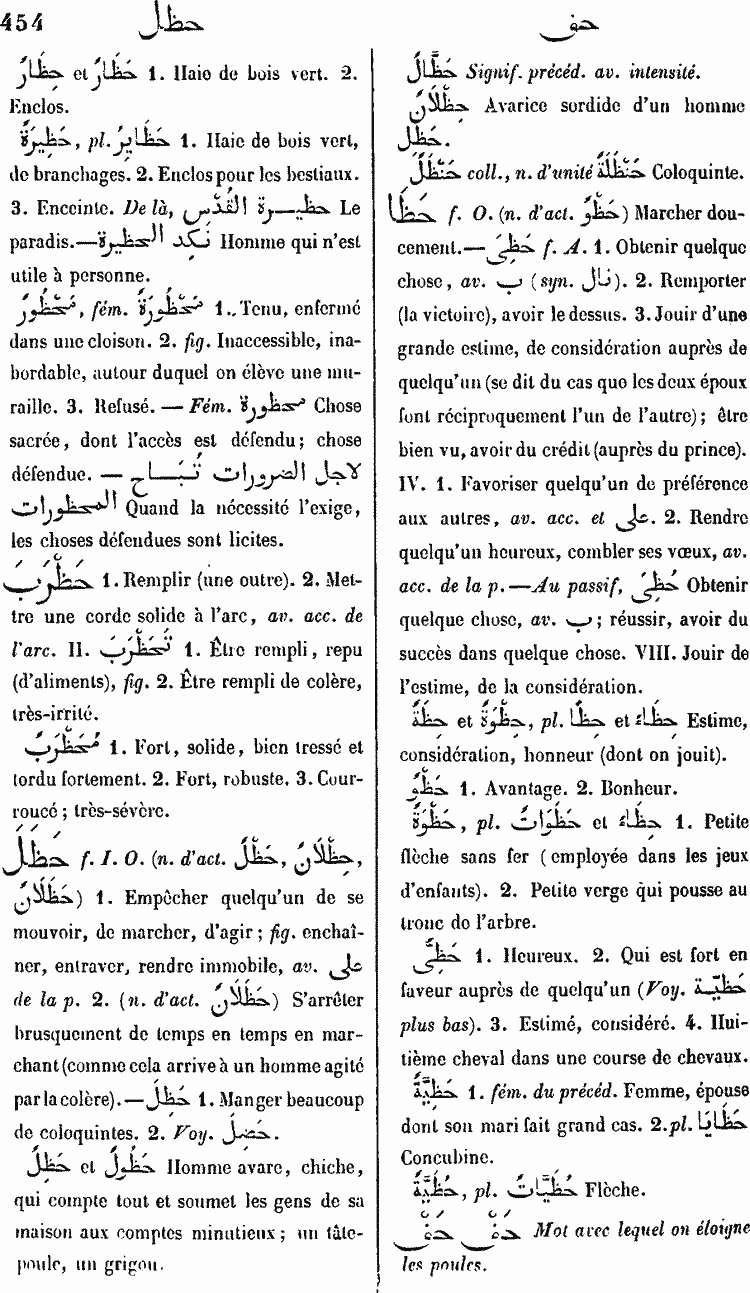 454 حظل حف
حَظَارٌ et حِظَارٌ 1. Haie de bois vert. 2.
Enclos.
حَظِيرَةٌ, pl. حَظَايِرُ 1. Haie de bois vert,
de branchages. 2. Enclos pour les bestiaux.
3. Enceinte. De là, حظيــرة القُدْس Le
paradis.—نَكِد الحظيرة Homme qui n'est
utile à personne.
مَحْظُورٌ, fém. مَحْظُورَةٌ 1. Tenu, enfermé
dans une cloison. 2. fig. Inaccessible, ina-
bordable, autour duquel on élève une mu-
raille. 3. Refusé. — Fém. محظورة Chose
sacrée, dont l'accès est défendu; chose
défendue. — لاجل الضرورات تُبَــاح
المحظورات Quand la nécessité l'exige,
les choses défendues sont licites.
حَظْرَبَ 1. Remplir (une outre). 2. Met-
tre une corde solide à l'arc, av. acc. de
l'arc. II. تَحَظْرَبَ 1. Être rempli, repu
(d'aliments), fig. 2. Être rempli de colère,
très-irrité.
مُحَظْرَبٌ 1. Fort, solide, bien tressé et
tordu fortement. 2. Fort, robuste. 3. Cour-
roucé; très-sévère.
حَظَلَ f. I. O. (n. d'act. حَظْلٌ, حِظْلَانٌ,
حَظَلَانٌ) 1. Empêcher quelqu'un de se
mouvoir, de marcher, d'agir; fig. enchaî-
ner, entraver, rendre immobile, av. على
de la p. 2. (n. d'act. حَظَلَانٌ) S'arrêter
brusquement de temps en temps en mar-
chant (comme cela arrive à un homme agité
par la colère).—حَظِلَ 1. Manger beaucoup
de coloquintes. 2. Voy. خَضِلَ.
حَظِلٌ et حَظُولٌ Homme avare, chiche,
qui compte tout et soumet les gens de sa
maison aux comptes minutieux; un tâte-
poule, un grigou.
حَظَّالٌ Signif. précéd. av. intensité.
حِظْلَانٌ Avarice sordide d'un homme
حَظِل.
حَنْظَلٌ coll., n. d'unité حَنْظَلَةٌ Coloquinte.
حَظَا f. O. (n. d'act. حَظْوٌ) Marcher dou-
cement.—حَظِىَ f. A. 1. Obtenir quelque
chose, av. ب (syn. نال). 2. Remporter
(la victoire), avoir le dessus. 3. Jouir d'une
grande estime, de considération auprès de
quelqu'un (se dit du cas que les deux époux
font réciproquement l'un de l'autre); être
bien vu, avoir du crédit (auprès du prince).
IV. 1. Favoriser quelqu'un de préférence
aux autres, av. acc. et على. 2. Rendre
quelqu'un heureux, combler ses vœux, av.
acc. de la p.—Au passif, حُظِىَ Obtenir
quelque chose, av. ب; réussir, avoir du
succès dans quelque chose. VIII. Jouir de
l'estime, de la considération.
حِظَةٌ et حِظْوَةٌ, pl. حِظًا et حِظَاءٌ Estime,
considération, honneur (dont on jouit).
حَظْوٌ 1. Avantage. 2. Bonheur.
حَظْوَةٌ, pl. حَظَوَاتٌ et حِظَاءٌ 1. Petite
flèche sans fer (employée dans les jeux
d'enfants). 2. Petite verge qui pousse au
tronc de l'arbre.
حَظِىٌّ 1. Heureux. 2. Qui est fort en
faveur auprès de quelqu'un (Voy. حَظِيّــة
plus bas). 3. Estimé, considéré. 4. Hui-
tième cheval dans une course de chevaux.
حَظِيَّةٌ 1. fém. du précéd. Femme, épouse
dont son mari fait grand cas. 2. pl. حَظَايَا
Concubine.
حُظَيَّةٌ, pl. حُظَيَّاتٌ Flèche.
حَفْ حَفْ Mot avec lequel on éloigne
les poules.